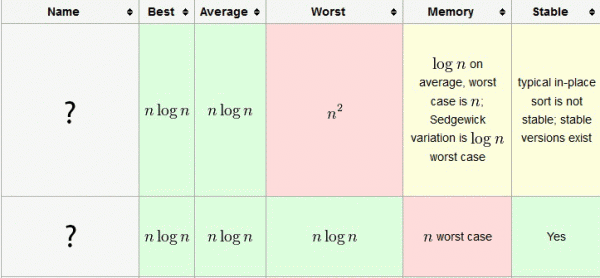 Name Best Average Worst Memory Stable
?
n log n
n log n
n²
log n on
average, worst
case is n;
Sedgewick
variation is log n
worst case
typical in-place
sort is not
stable; stable
versions exist
?
n log n
n log n
n log n
n worst case
Yes